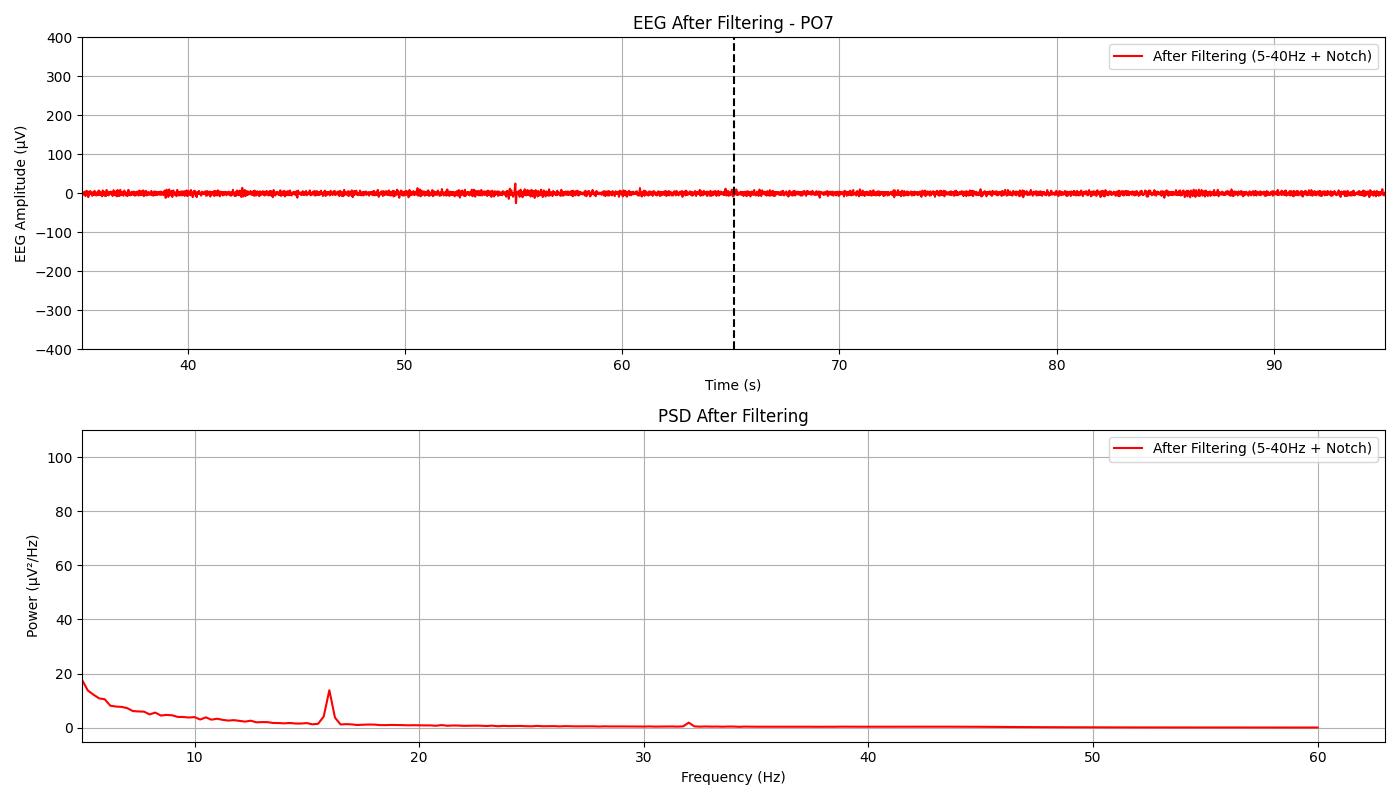 EEG After Filtering - PO7
After Filtering (5-40Hz + Notch)
EEG Amplitude (µV)
400
300
200
100
0
−100
−200
−300
−400
40 50 60 70 80 90
Time (s)
PSD After Filtering
After Filtering (5-40Hz + Notch)
Power (µV²/Hz)
100
80
60
40
20
0
10 20 30 40 50 60
Frequency (Hz)